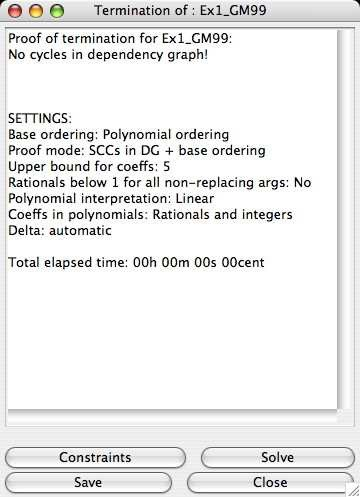 Termination of : Ex1_GM99
Proof of termination for Ex1_GM99:
No cycles in dependency graph!
SETTINGS:
Base ordering: Polynomial ordering
Proof mode: SCCs in DG + base ordering
Upper bound for coeffs: 5
Rationals below 1 for all non-replacing args: No
Polynomial interpretation: Linear
Coeffs in polynomials: Rationals and integers
Delta: automatic
Total elapsed time: 00h 00m 00s 00cent
Constraints
Solve
Save
Close